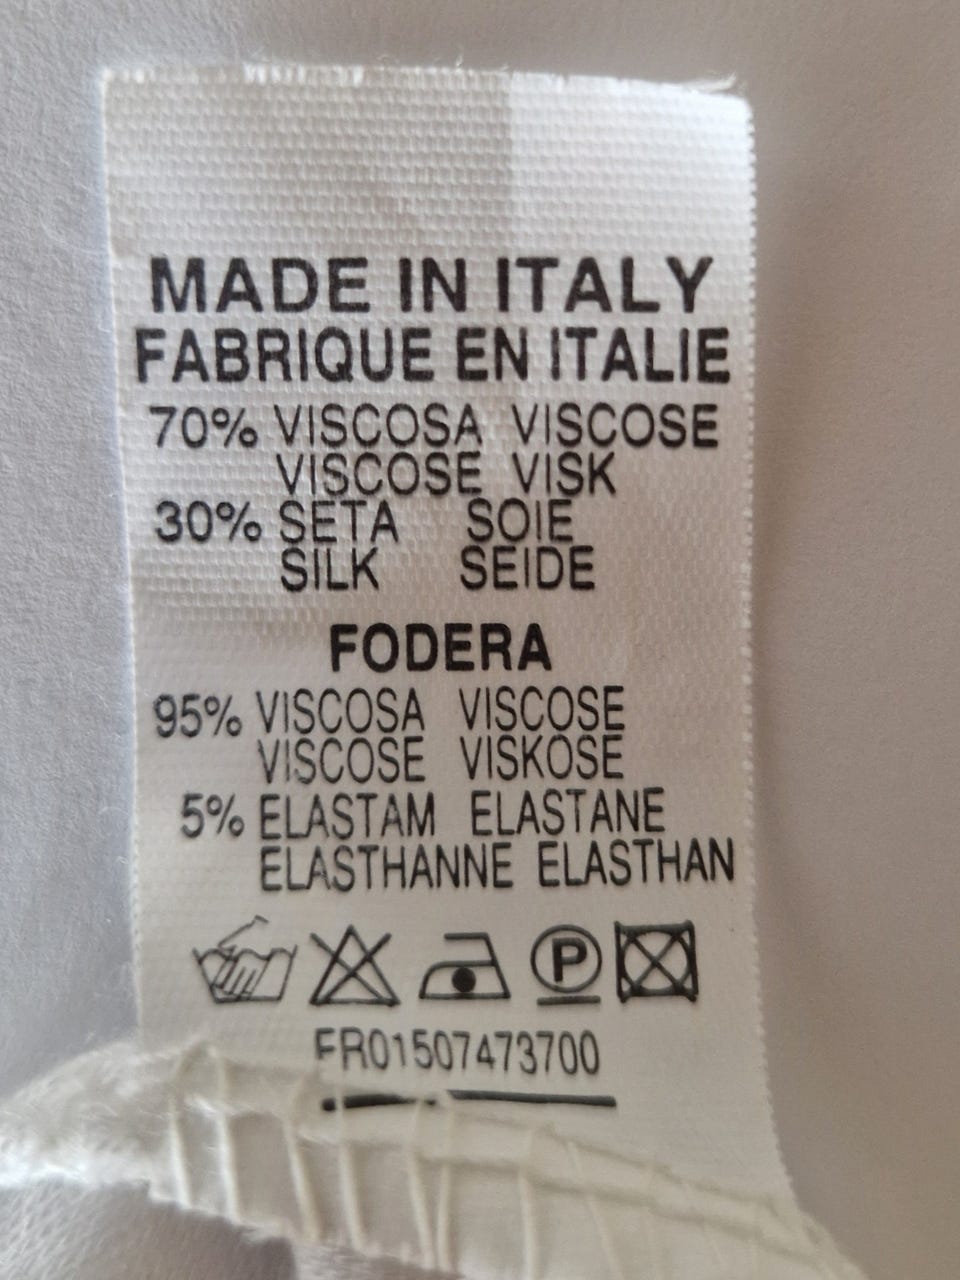 MADE IN ITALY
FABRIQUE EN ITALIE
70% VISCOSA VISCOSE
VISCOSE VISK
30% SETA SOIE
SILK SEIDE
FODERA
95% VISCOSA VISCOSE
VISCOSE VISKOSE
5% ELASTAM ELASTANE
ELASTHANNE ELASTHAN
P
FR01507473700